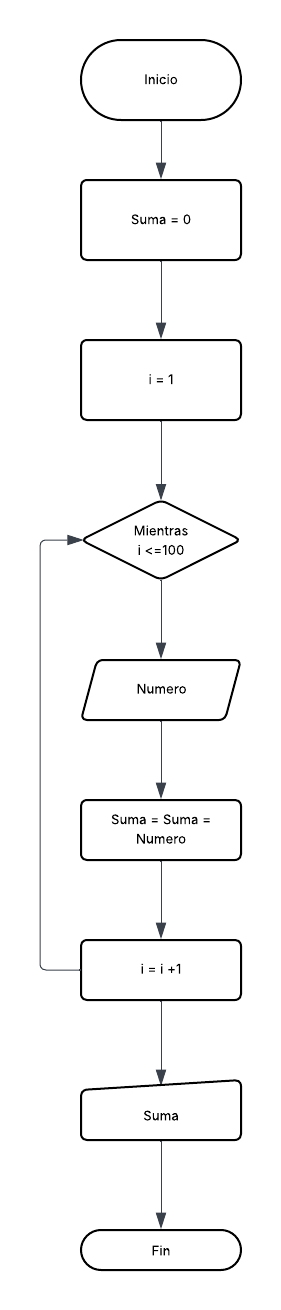 Inicio
Suma = 0
i = 1
Mientras
i <=100
Numero
Suma = Suma =
Numero
i = i +1
Suma
Fin